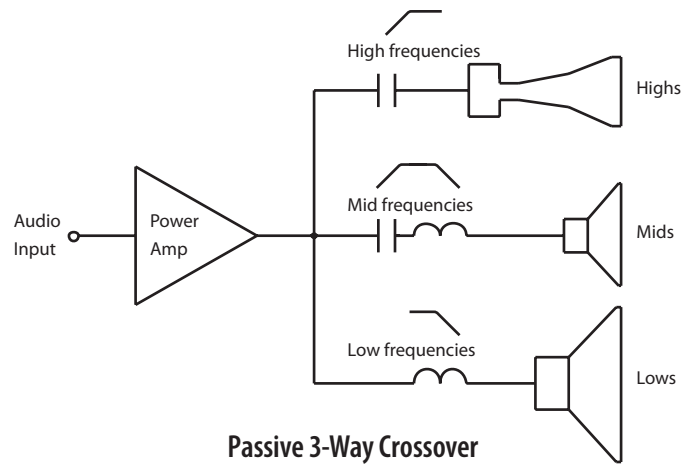 High frequencies
Highs
Audio
Input
Power
Amp
Mid frequencies
Mids
Low frequencies
Lows
Passive 3-Way Crossover